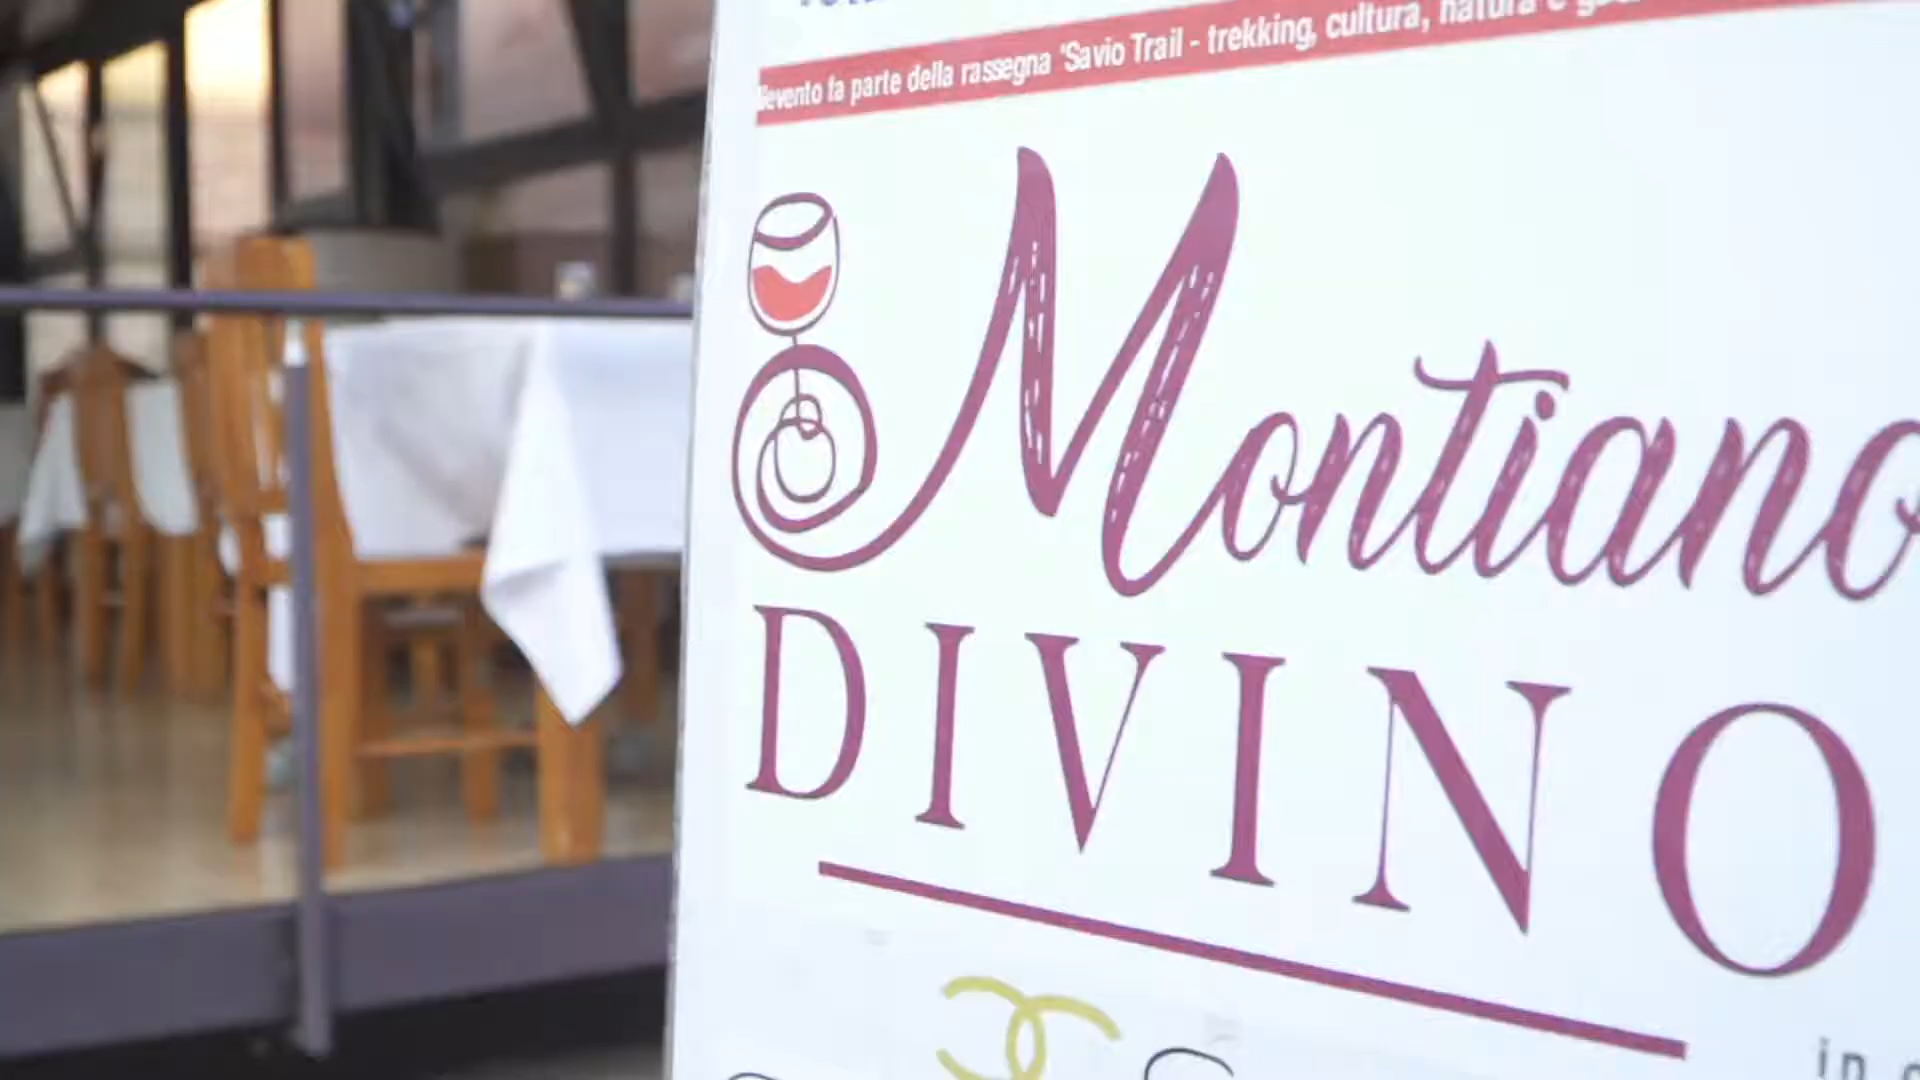 l'evento fa parte della rassegna 'Savio Trail - trekking, cultura, natura e
Montiano
DIVINO
in